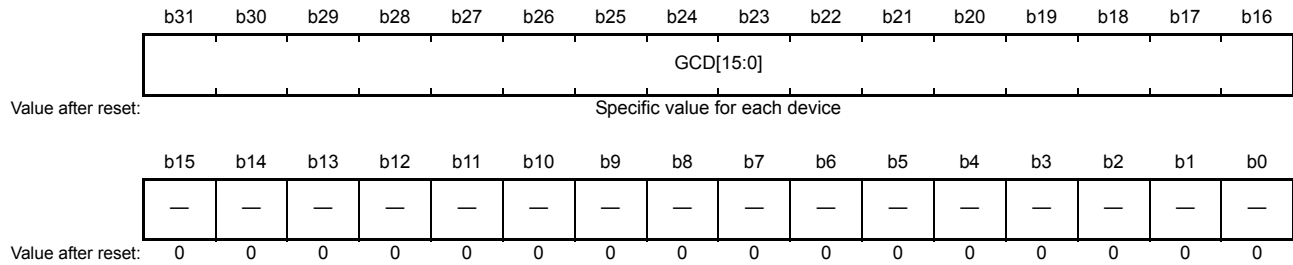 b31 b30 b29 b28 b27 b26 b25 b24 b23 b22 b21 b20 b19 b18 b17 b16
GCD[15:0]
Value after reset: Specific value for each device
b15 b14 b13 b12 b11 b10 b9 b8 b7 b6 b5 b4 b3 b2 b1 b0
— — — — — — — — — — — — — — — —
Value after reset: 0 0 0 0 0 0 0 0 0 0 0 0 0 0 0 0